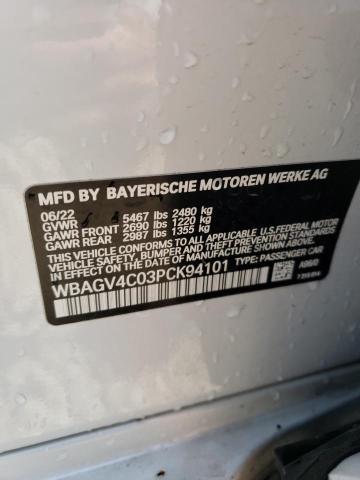 MFD BY BAYERISCHE MOTOREN WERKE AG
06/22
GVWR 5467 lbs 2480 kg
GAWR FRONT 2690 lbs 1220 kg
GAWR REAR 2987 lbs 1355 kg
THIS VEHICLE CONFORMS TO ALL APPLICABLE U.S.FEDERAL MOTOR
VEHICLE SAFETY, BUMPER, AND THEFT PREVENTION STANDARDS IN
EFFECT ON THE DATE OF MANUFACTURE SHOWN ABOVE.
WBAGV4C03PCK94101 TYPE: PASSENGER CAR
A96/0